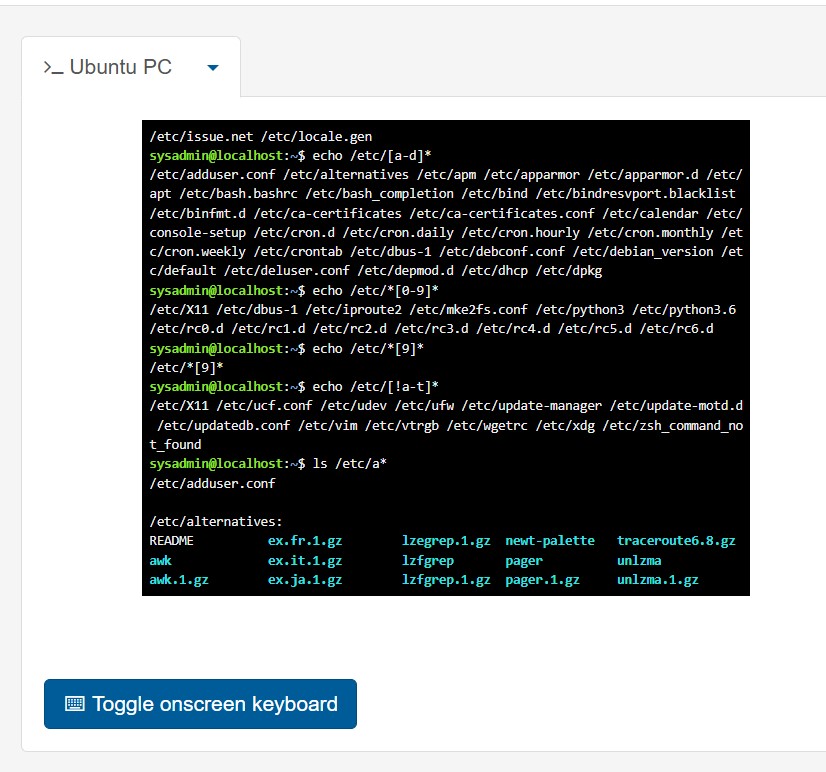 >_ Ubuntu PC
/etc/issue.net /etc/locale.gen
sysadmin@localhost:~$ echo /etc/[a-d]*
/etc/adduser.conf /etc/alternatives /etc/apm /etc/apparmor /etc/apparmor.d /etc/
apt /etc/bash.bashrc /etc/bash_completion /etc/bind /etc/bindresvport.blacklist
/etc/binfmt.d /etc/ca-certificates /etc/ca-certificates.conf /etc/calendar /etc/
console-setup /etc/cron.d /etc/cron.daily /etc/cron.hourly /etc/cron.monthly /et
c/cron.weekly /etc/crontab /etc/dbus-1 /etc/debconf.conf /etc/debian_version /et
c/default /etc/deluser.conf /etc/depmod.d /etc/dhcp /etc/dpkg
sysadmin@localhost:~$ echo /etc/*[0-9]*
/etc/X11 /etc/dbus-1 /etc/iproute2 /etc/mke2fs.conf /etc/python3 /etc/python3.6
/etc/rc0.d /etc/rc1.d /etc/rc2.d /etc/rc3.d /etc/rc4.d /etc/rc5.d /etc/rc6.d
sysadmin@localhost:~$ echo /etc/*[9]*
/etc/*[9]*
sysadmin@localhost:~$ echo /etc/[!a-t]*
/etc/X11 /etc/ucf.conf /etc/udev /etc/ufw /etc/update-manager /etc/update-motd.d
 /etc/updatedb.conf /etc/vim /etc/vtrgb /etc/wgetrc /etc/xdg /etc/zsh_command_no
t_found
sysadmin@localhost:~$ ls /etc/a*
/etc/adduser.conf
/etc/alternatives:
README ex.fr.1.gz lzegrep.1.gz newt-palette traceroute6.8.gz
awk ex.it.1.gz lzfgrep pager unlzma
awk.1.gz ex.ja.1.gz lzfgrep.1.gz pager.1.gz unlzma.1.gz
Toggle onscreen keyboard